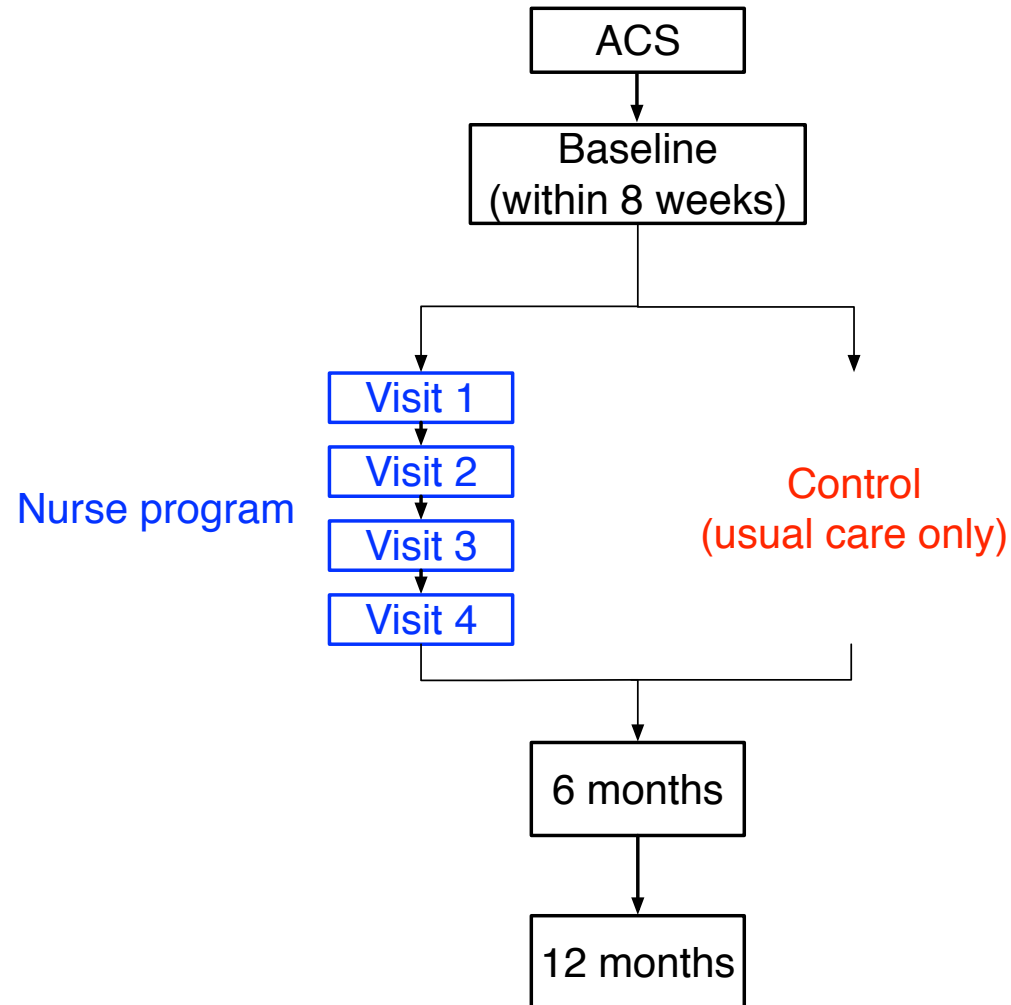 ACS
Baseline
(within 8 weeks)
Visit 1
Visit 2
Nurse program
Visit 3
Visit 4
Control
(usual care only)
6 months
12 months